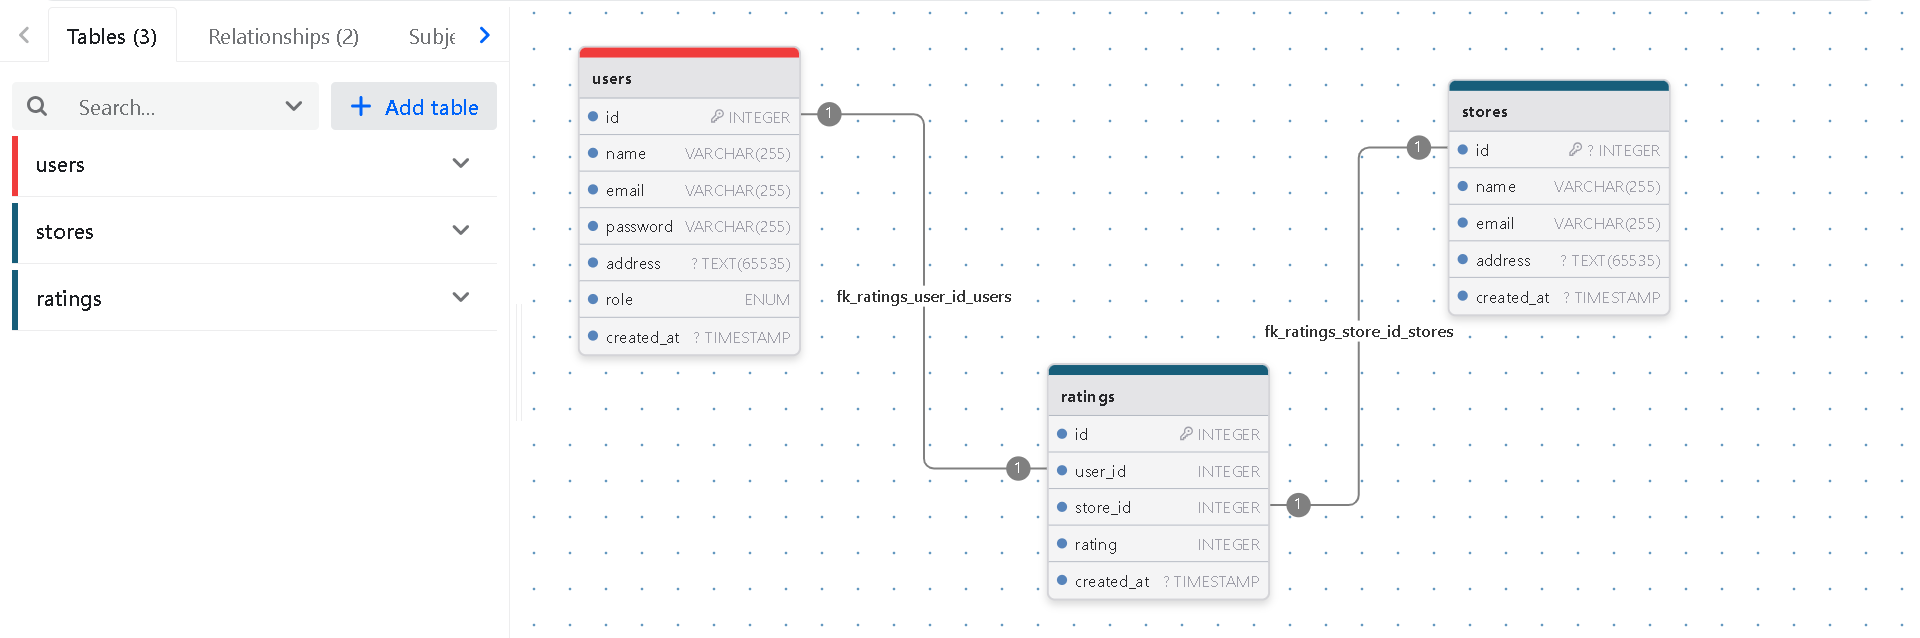 Tables (3)
Relationships (2)
Subje
Search...
+ Add table
users
stores
ratings
users
id INTEGER
name VARCHAR(255)
email VARCHAR(255)
password VARCHAR(255)
address ? TEXT(65535)
role ENUM
created_at ? TIMESTAMP
1
fk_ratings_user_id_users
1
ratings
id INTEGER
user_id INTEGER
store_id INTEGER
rating INTEGER
created_at ? TIMESTAMP
1
fk_ratings_store_id_stores
1
stores
id ? INTEGER
name VARCHAR(255)
email VARCHAR(255)
address ? TEXT(65535)
created_at ? TIMESTAMP